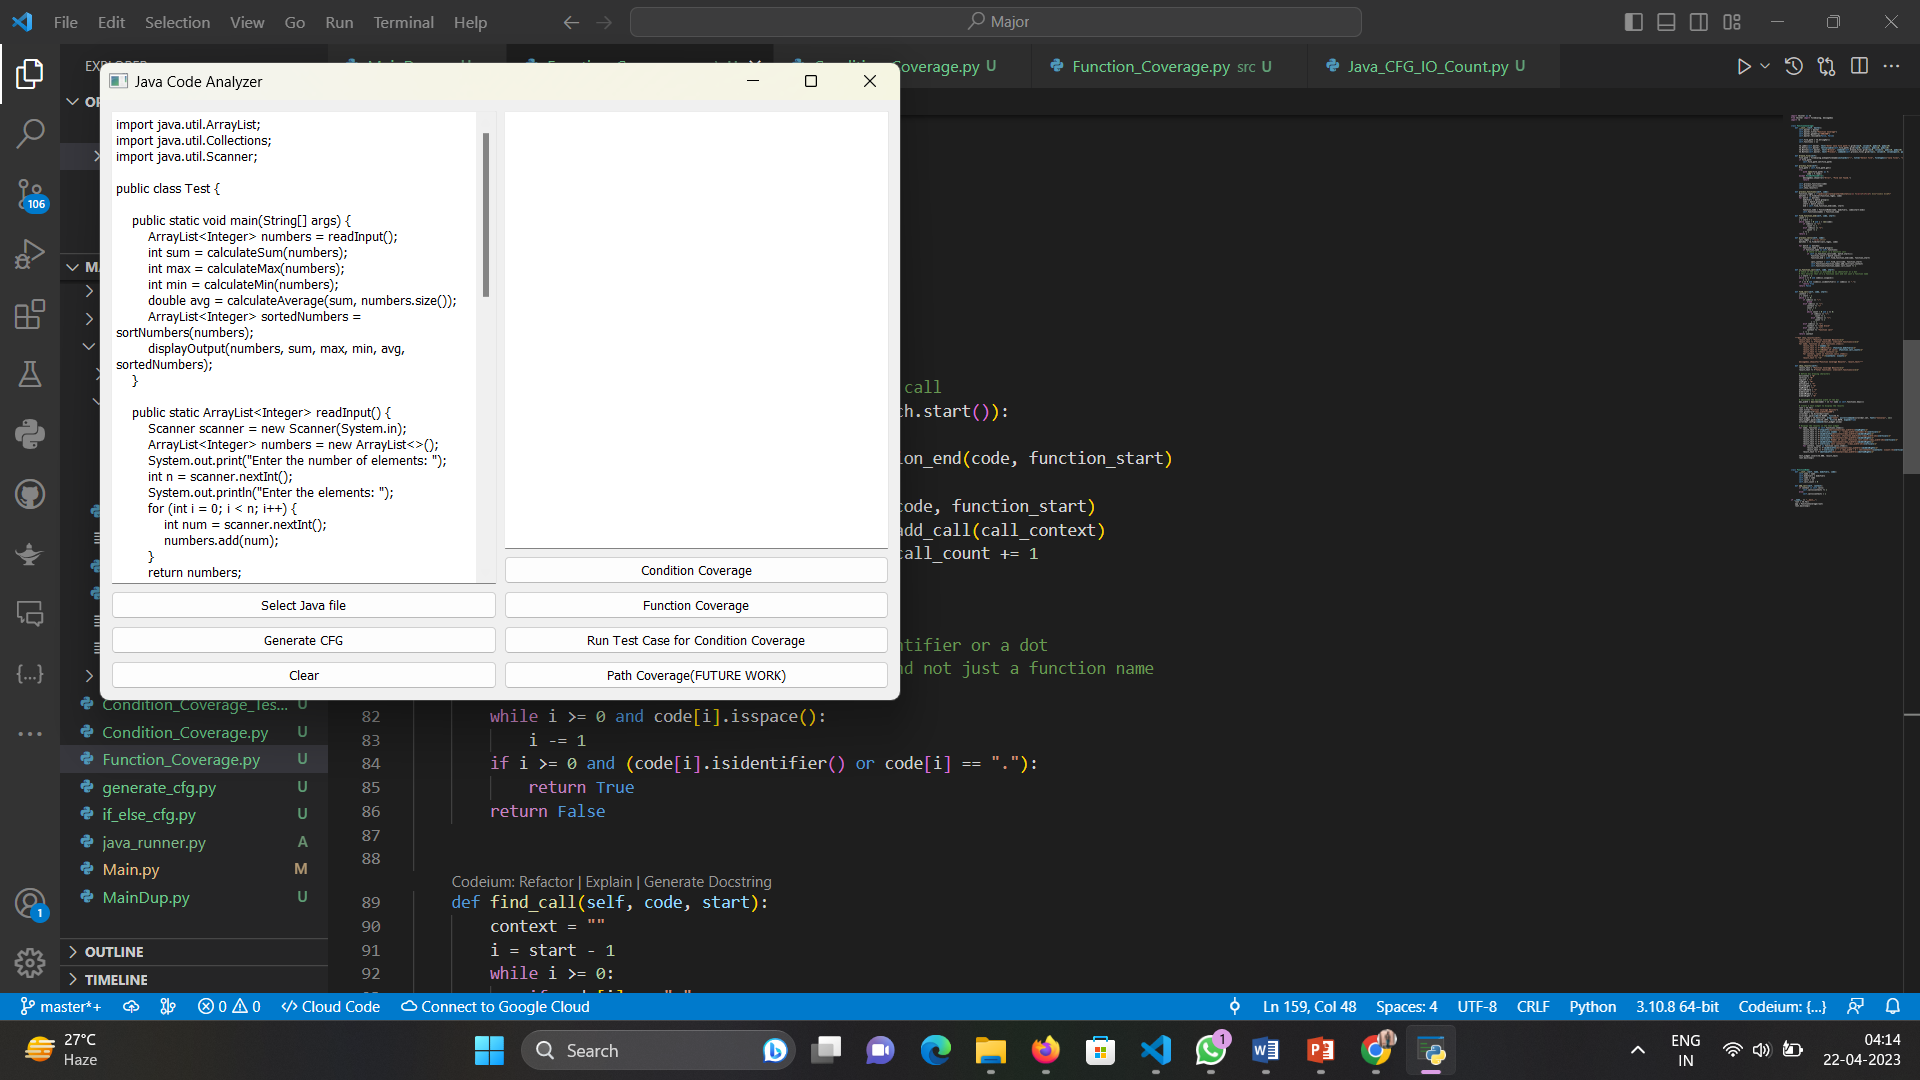 File Edit Selection View Go Run Terminal Help
Major
Coverage.py U
Function_Coverage.py src U
Java_CFG_IO_Count.py U
Java Code Analyzer
import java.util.ArrayList;
import java.util.Collections;
import java.util.Scanner;
public class Test {
public static void main(String[] args) {
ArrayList<Integer> numbers = readInput();
int sum = calculateSum(numbers);
int max = calculateMax(numbers);
int min = calculateMin(numbers);
double avg = calculateAverage(sum, numbers.size());
ArrayList<Integer> sortedNumbers =
sortNumbers(numbers);
displayOutput(numbers, sum, max, min, avg,
sortedNumbers);
}
public static ArrayList<Integer> readInput() {
Scanner scanner = new Scanner(System.in);
ArrayList<Integer> numbers = new ArrayList<>();
System.out.print("Enter the number of elements: ");
int n = scanner.nextInt();
System.out.println("Enter the elements: ");
for (int i = 0; i < n; i++) {
int num = scanner.nextInt();
numbers.add(num);
}
return numbers;
Select Java file
Generate CFG
Clear
Condition Coverage
Function Coverage
Run Test Case for Condition Coverage
Path Coverage(FUTURE WORK)
106
call
ch.start()):
ion_end(code, function_start)
code, function_start)
add_call(call_context)
call_count += 1
ntifier or a dot
nd not just a function name
82 while i >= 0 and code[i].isspace():
83 i -= 1
84 if i >= 0 and (code[i].isidentifier() or code[i] == "."):
85 return True
86 return False
87
88
Codeium: Refactor | Explain | Generate Docstring
89 def find_call(self, code, start):
90 context = ""
91 i = start - 1
92 while i >= 0:
Condition_Coverage_Tes... U
Condition_Coverage.py U
Function_Coverage.py U
generate_cfg.py U
if_else_cfg.py U
java_runner.py A
Main.py M
MainDup.py U
1
OUTLINE
TIMELINE
master*+ 0 0 Cloud Code Connect to Google Cloud
Ln 159, Col 48 Spaces: 4 UTF-8 CRLF Python 3.10.8 64-bit Codeium: {...}
27°C
Haze
Search
1
ENG
IN
04:14
22-04-2023